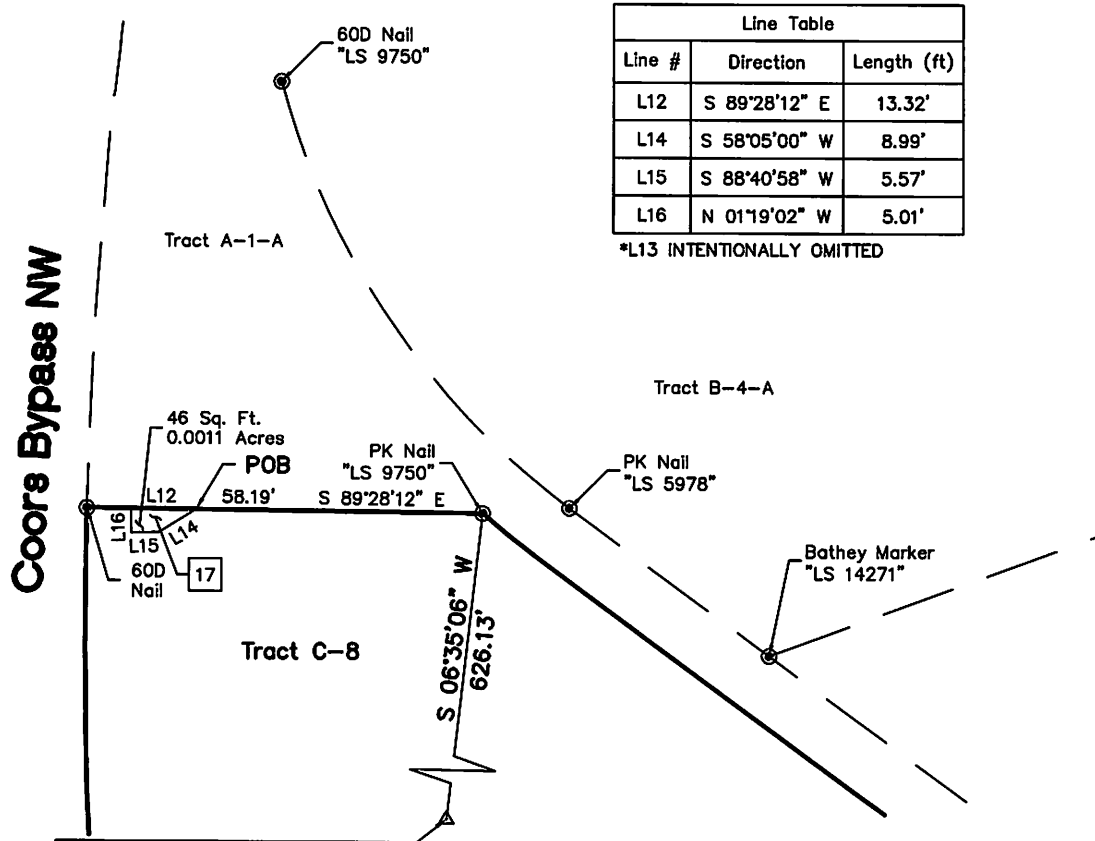 60D Nail
"LS 9750"
Line Table
Line # Direction Length (ft)
L12 S 89°28'12" E 13.32'
L14 S 58°05'00" W 8.99'
L15 S 88°40'58" W 5.57'
L16 N 01°19'02" W 5.01'
*L13 INTENTIONALLY OMITTED
Tract A-1-A
Coors Bypass NW
Tract B-4-A
46 Sq. Ft.
0.0011 Acres
POB
PK Nail
"LS 9750"
PK Nail
"LS 5978"
L12 58.19' S 89°28'12" E
L16
L15
L14
60D
Nail
17
Bathey Marker
"LS 14271"
Tract C-8
S 06°35'06" W
626.13'